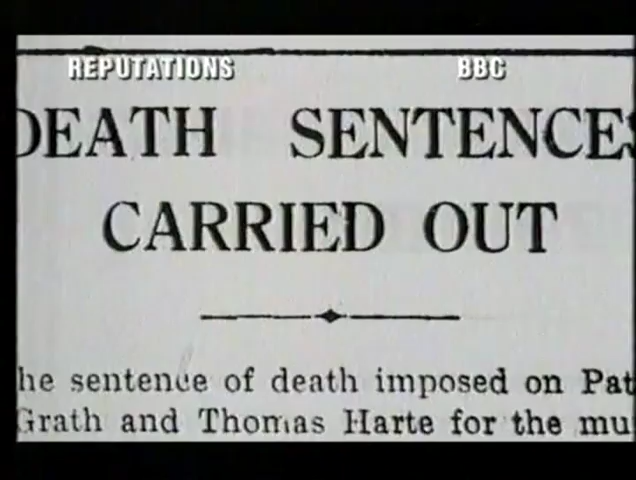 REPUTATIONS BBC
DEATH SENTENCES
CARRIED OUT
he sentence of death imposed on Pat
Grath and Thomas Harte for the mu